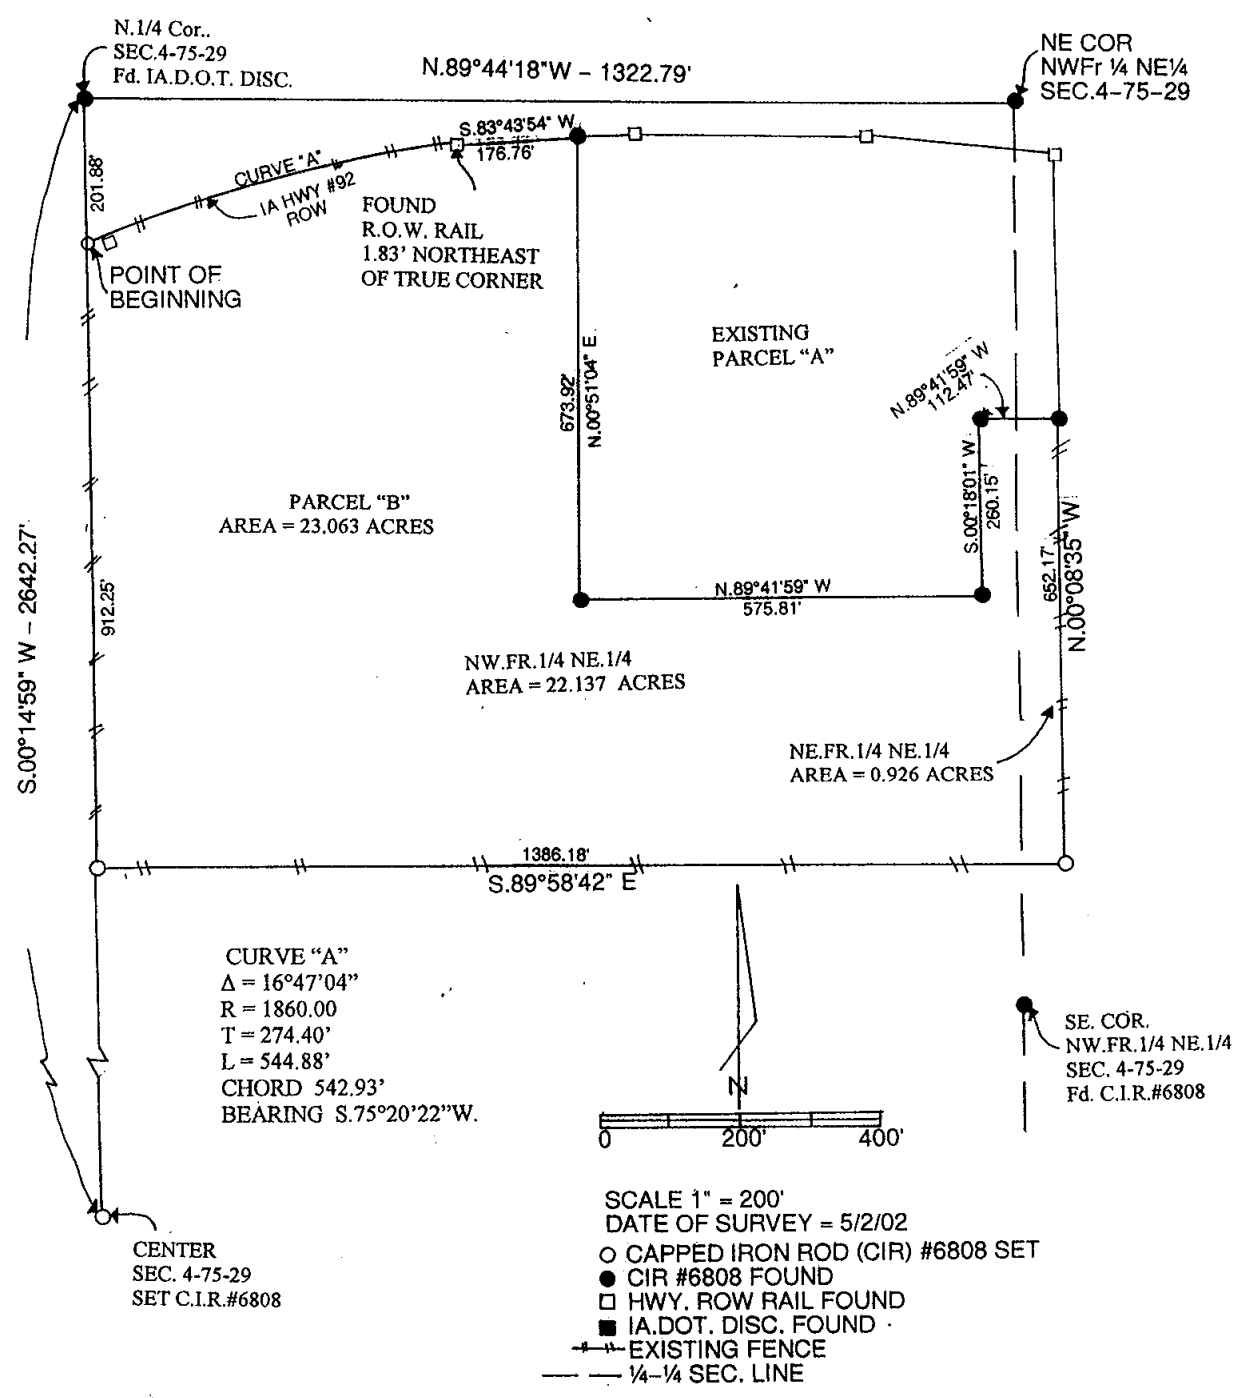 N.1/4 Cor..
SEC.4-75-29
Fd. IA.D.O.T. DISC.
N.89°44'18"W – 1322.79'
NE COR
NWFr ¼ NE¼
SEC.4-75-29
S.83°43'54" W
176.76'
201.88'
CURVE "A"
IA HWY #92
ROW
FOUND
R.O.W. RAIL
1.83' NORTHEAST
OF TRUE CORNER
POINT OF
BEGINNING
EXISTING
PARCEL "A"
673.92'
N.00°51'04" E.
N.89°41'59" W
112.47'
S.00°18'01" W
260.15'
PARCEL "B"
AREA = 23.063 ACRES
S.00°14'59" W – 2642.27'
912.25'
652.17'
N.00°08'35" W
N.89°41'59" W
575.81'
NW.FR.1/4 NE.1/4
AREA = 22.137 ACRES
NE.FR.1/4 NE.1/4
AREA = 0.926 ACRES
1386.18'
S.89°58'42" E
CURVE "A"
Δ = 16°47'04"
R = 1860.00
T = 274.40'
L = 544.88'
CHORD 542.93'
BEARING S.75°20'22"W.
N
0 200' 400'
SE. COR.
NW.FR.1/4 NE.1/4
SEC. 4-75-29
Fd. C.I.R.#6808
CENTER
SEC. 4-75-29
SET C.I.R.#6808
SCALE 1" = 200'
DATE OF SURVEY = 5/2/02
CAPPED IRON ROD (CIR) #6808 SET
CIR #6808 FOUND
HWY. ROW RAIL FOUND
IA.DOT. DISC. FOUND
EXISTING FENCE
¼-¼ SEC. LINE